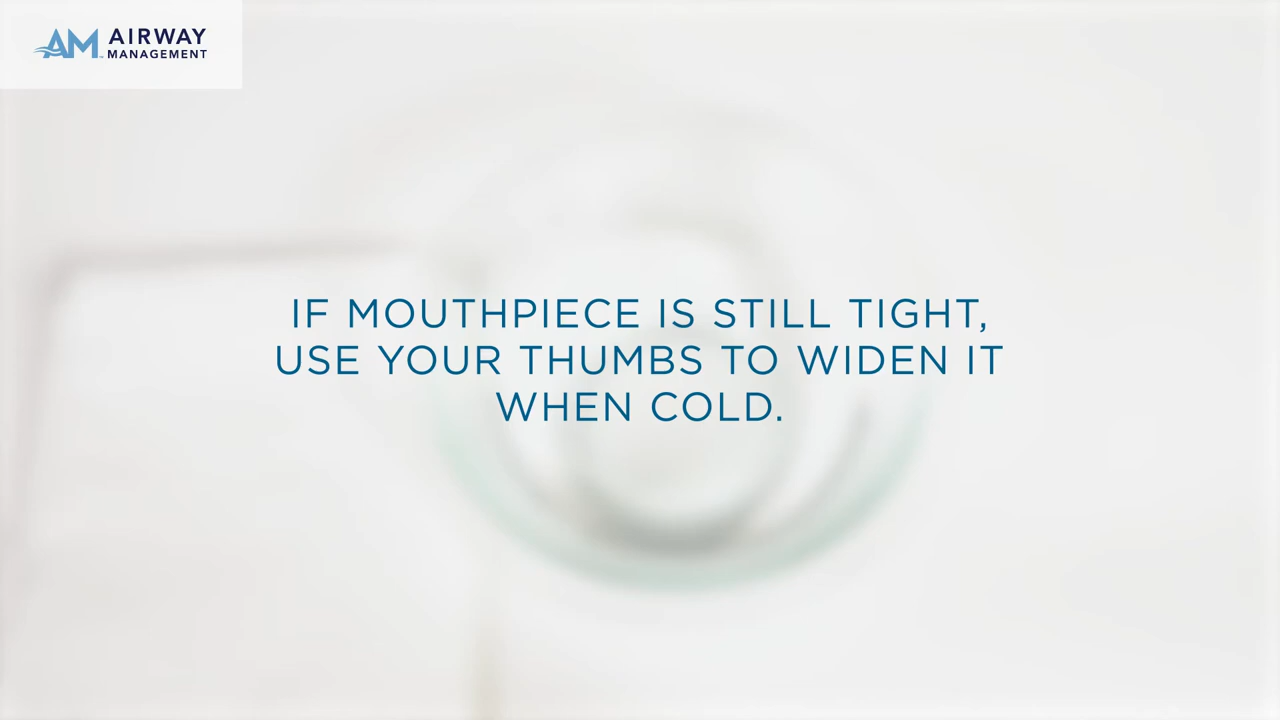 AM AIRWAY
MANAGEMENT
IF MOUTHPIECE IS STILL TIGHT,
USE YOUR THUMBS TO WIDEN IT
WHEN COLD.